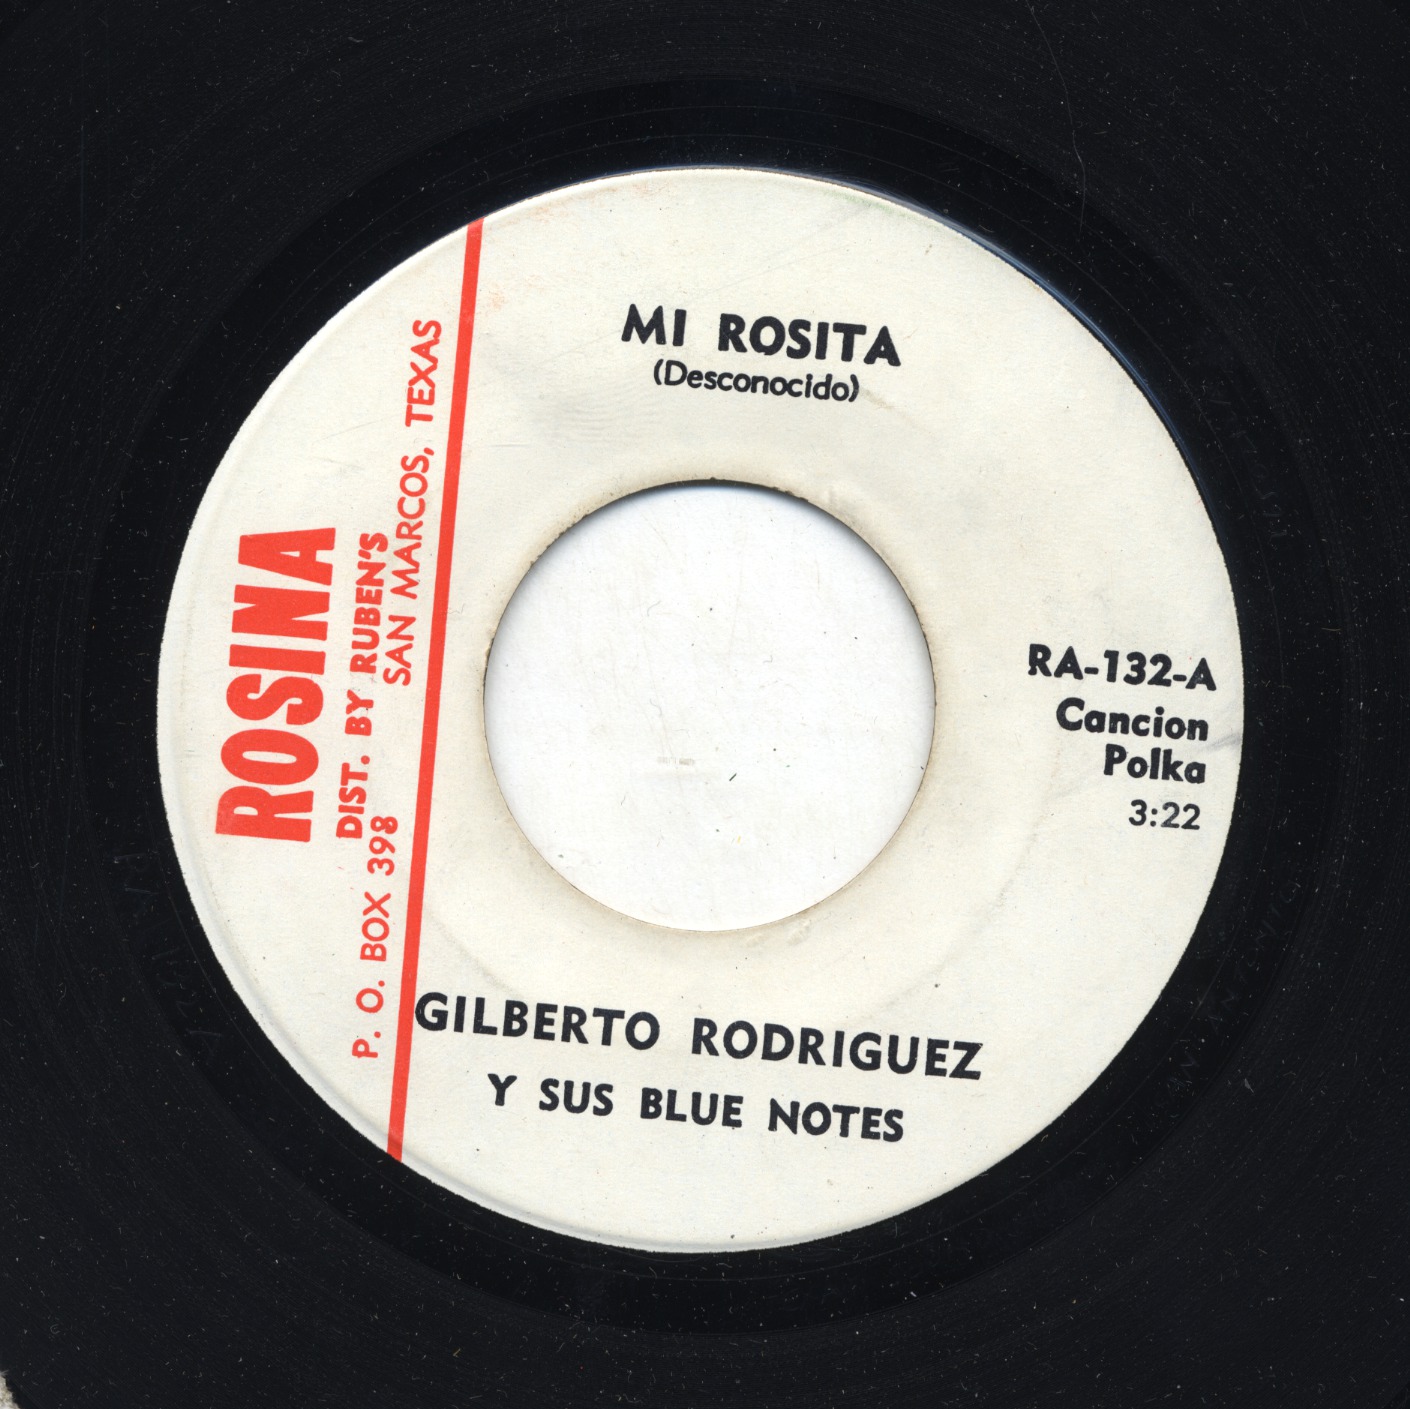 MI ROSITA
(Desconocido)
ROSINA
DIST. BY RUBEN'S
P. O. BOX 398 SAN MARCOS, TEXAS
RA-132-A
Cancion
Polka
3:22
GILBERTO RODRIGUEZ
Y SUS BLUE NOTES